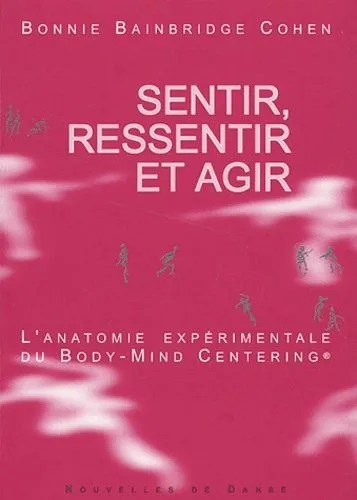 Bonnie Bainbridge Cohen
SENTIR,
RESSENTIR
ET AGIR
L'anatomie expérimentale
du Body-Mind Centering®
Nouvelles de Danse